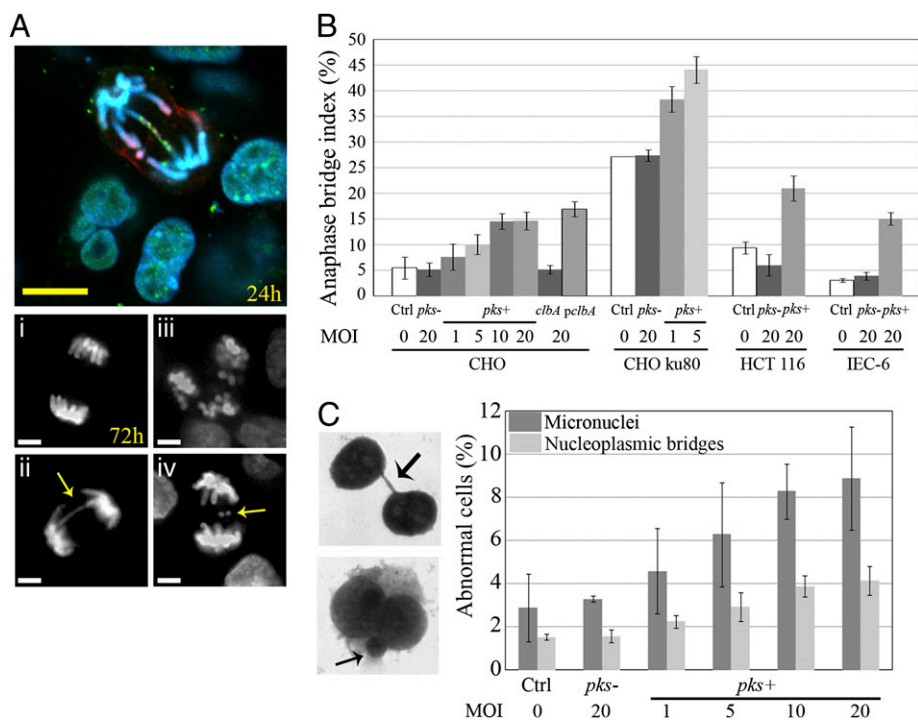 A
24h
i
iii
72h
ii
iv
B
Anaphase bridge index (%)
50
45
40
35
30
25
20
15
10
5
0
Ctrl pks- pks+ clbA pclbA Ctrl pks- pks+ Ctrl pks- pks+ Ctrl pks- pks+
MOI 0 20 1 5 10 20 20 0 20 1 5 0 20 20 0 20 20
CHO CHO ku80 HCT 116 IEC-6
C
Abnormal cells (%)
12
10
8
6
4
2
0
Micronuclei
Nucleoplasmic bridges
Ctrl pks- pks+
MOI 0 20 1 5 10 20